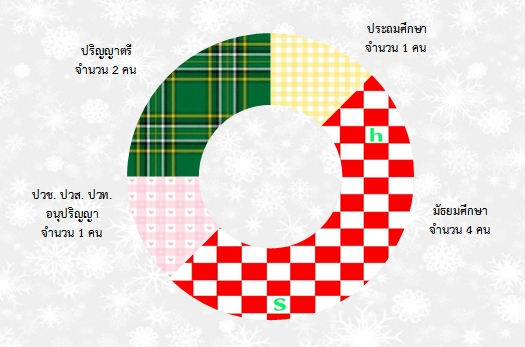 ประถมศึกษา
จำนวน 1 คน
ปริญญาตรี
จำนวน 2 คน
h
ปวช. ปวส. ปวท.
อนุปริญญา
จำนวน 1 คน
มัธยมศึกษา
จำนวน 4 คน
S